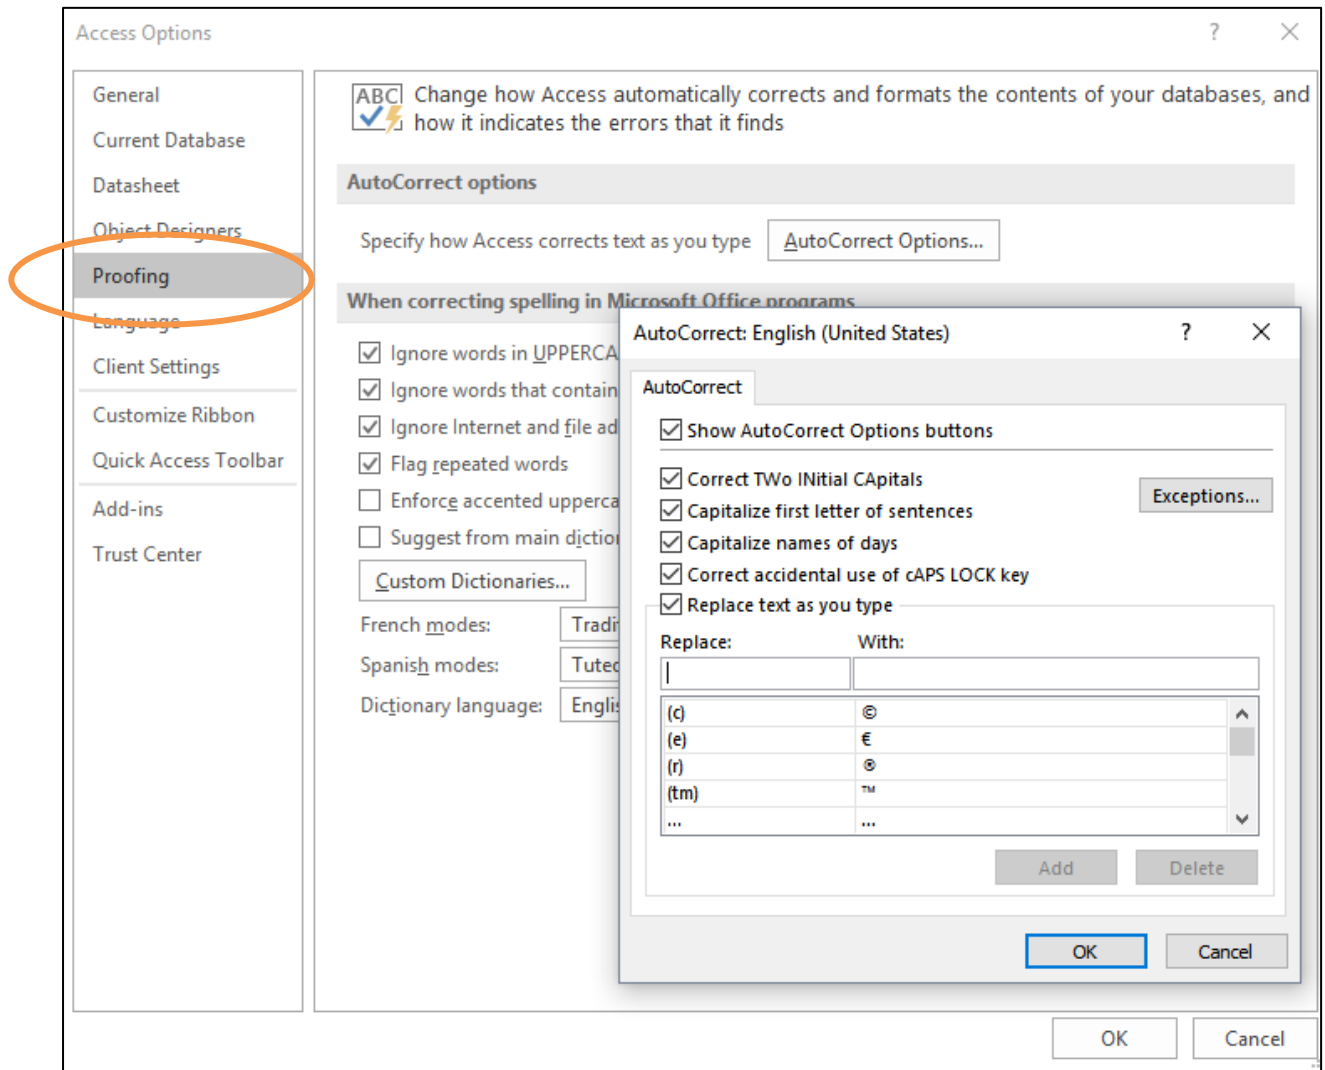 Access Options
?
General
Current Database
Datasheet
Object Designers
Proofing
Language
Client Settings
Customize Ribbon
Quick Access Toolbar
Add-ins
Trust Center
ABC
Change how Access automatically corrects and formats the contents of your databases, and
how it indicates the errors that it finds
AutoCorrect options
Specify how Access corrects text as you type
AutoCorrect Options...
When correcting spelling in Microsoft Office programs
Ignore words in UPPERCA
Ignore words that contain
Ignore Internet and file ad
Flag repeated words
Enforce accented upperca
Suggest from main diction
Custom Dictionaries...
French modes: Tradi
Spanish modes: Tuteo
Dictionary language: Englis
AutoCorrect: English (United States)
?
AutoCorrect
Show AutoCorrect Options buttons
Correct TWo INitial CApitals
Exceptions...
Capitalize first letter of sentences
Capitalize names of days
Correct accidental use of cAPS LOCK key
Replace text as you type
Replace: With:
(c) ©
(e) €
(r) ®
(tm) ™
... ...
Add Delete
OK Cancel
OK Cancel